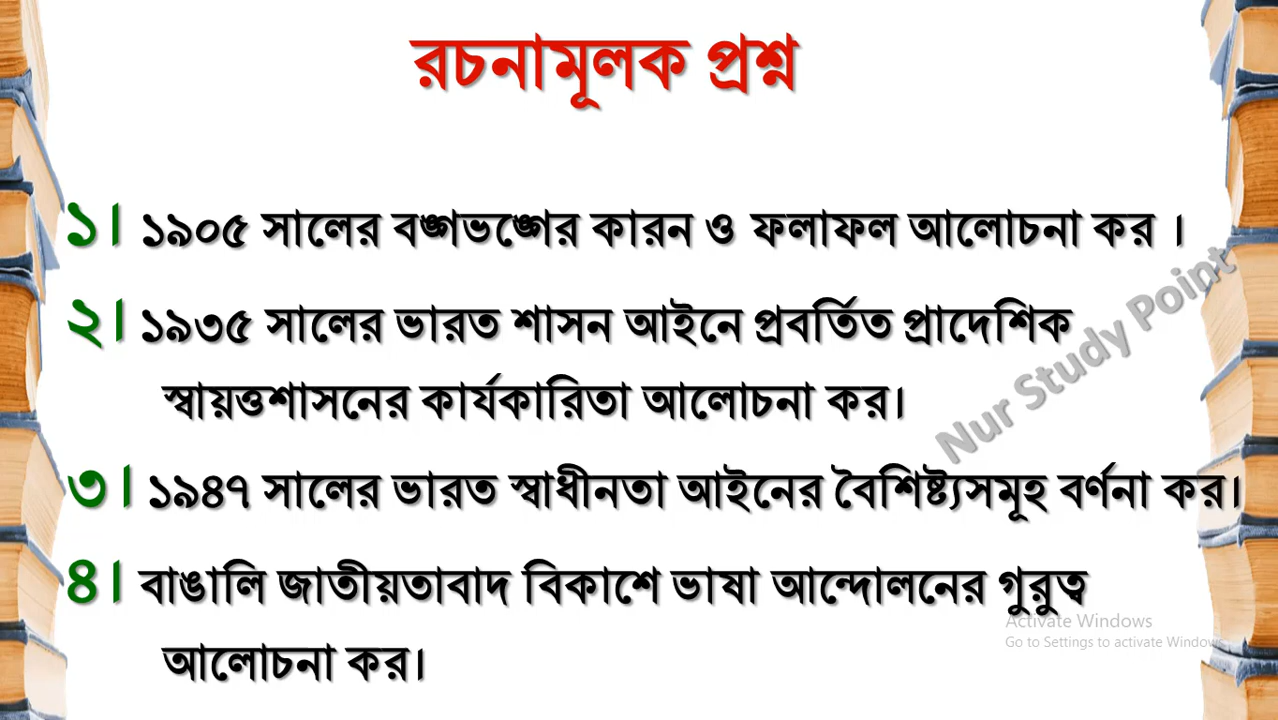 রচনামূলক প্রশ্ন
১। ১৯০৫ সালের বঙ্গভঙ্গের কারন ও ফলাফল আলোচনা কর ।
২। ১৯৩৫ সালের ভারত শাসন আইনে প্রবর্তিত প্রাদেশিক
স্বায়ত্তশাসনের কার্যকারিতা আলোচনা কর।
Nur Study Point
৩। ১৯৪৭ সালের ভারত স্বাধীনতা আইনের বৈশিষ্ট্যসমূহ বর্ণনা কর।
৪। বাঙালি জাতীয়তাবাদ বিকাশে ভাষা আন্দোলনের গুরুত্ব
আলোচনা কর।
Activate Windows
Go to Settings to activate Windows.